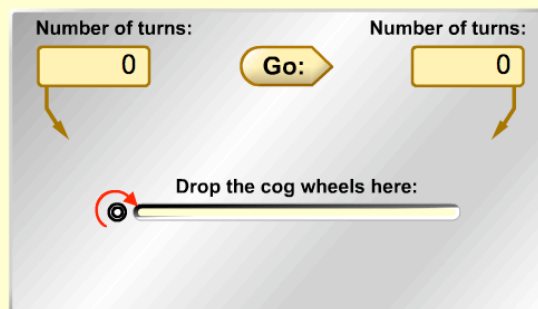 Number of turns:
Number of turns:
0
Go:
0
Drop the cog wheels here: